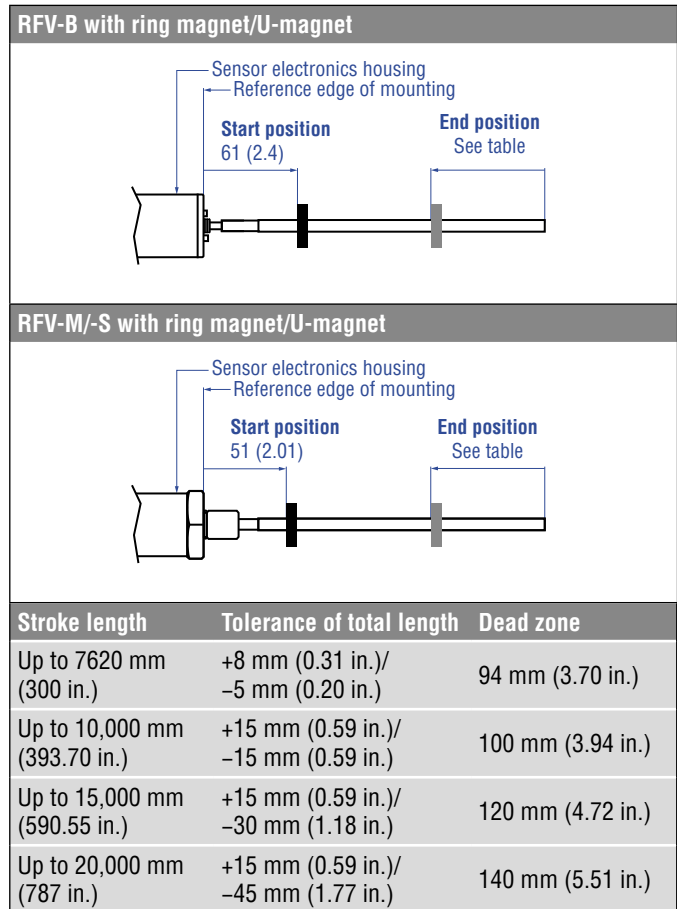 RFV-B with ring magnet/U-magnet
Sensor electronics housing
Reference edge of mounting
Start position
61 (2.4)
End position
See table
RFV-M/-S with ring magnet/U-magnet
Sensor electronics housing
Reference edge of mounting
Start position
51 (2.01)
End position
See table
Stroke length Tolerance of total length Dead zone
Up to 7620 mm
(300 in.)
+8 mm (0.31 in.)/
−5 mm (0.20 in.)
94 mm (3.70 in.)
Up to 10,000 mm
(393.70 in.)
+15 mm (0.59 in.)/
−15 mm (0.59 in.)
100 mm (3.94 in.)
Up to 15,000 mm
(590.55 in.)
+15 mm (0.59 in.)/
−30 mm (1.18 in.)
120 mm (4.72 in.)
Up to 20,000 mm
(787 in.)
+15 mm (0.59 in.)/
−45 mm (1.77 in.)
140 mm (5.51 in.)